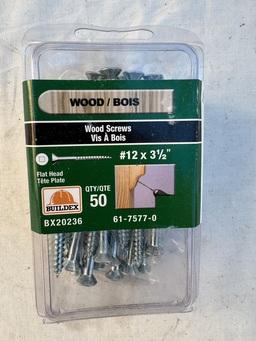 WOOD / BOIS
Wood Screws
Vis À Bois
#12 x 3½"
Flat Head
Tête Plate
BUILDEX
QTY/QTE
50
BX20236
61-7577-0